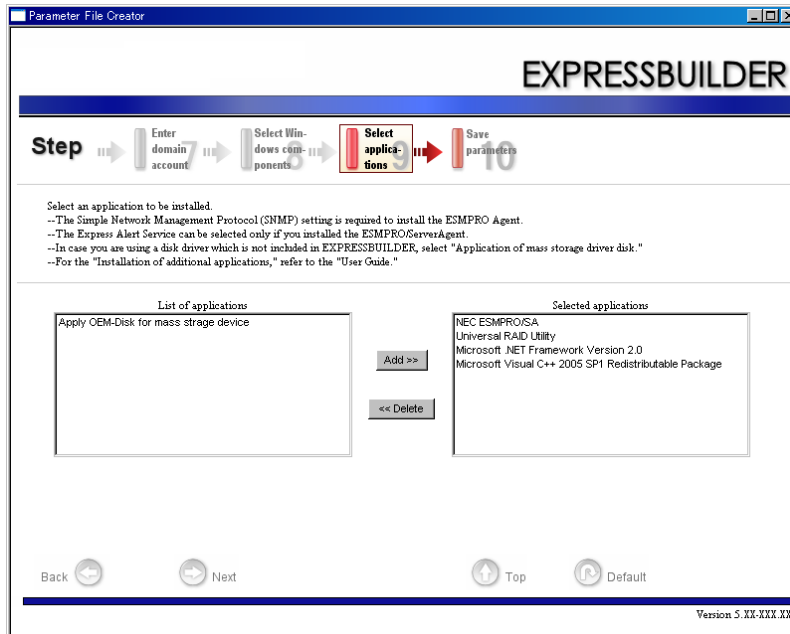 Parameter File Creator
EXPRESSBUILDER
Step
Enter
domain
account
7
Select Win-
dows com-
ponents
8
Select
applica-
tions
9
Save
parameters
10
Select an application to be installed.
--The Simple Network Management Protocol (SNMP) setting is required to install the ESMPRO Agent.
--The Express Alert Service can be selected only if you installed the ESMPRO/ServerAgent.
--In case you are using a disk driver which is not included in EXPRESSBUILDER, select "Application of mass storage driver disk."
--For the "Installation of additional applications," refer to the "User Guide."
List of applications
Apply OEM-Disk for mass strage device
Add >>
<< Delete
Selected applications
NEC ESMPRO/SA
Universal RAID Utility
Microsoft .NET Framework Version 2.0
Microsoft Visual C++ 2005 SP1 Redistributable Package
Back
Next
Top
Default
Version 5.XX-XXX.XX